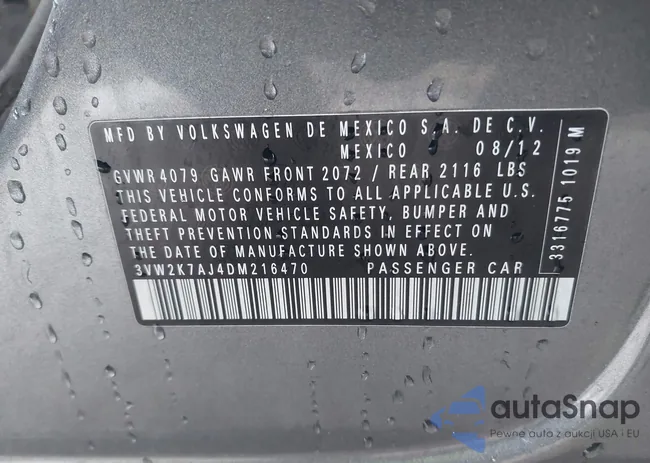 MFD BY VOLKSWAGEN DE MEXICO S.A. DE C.V.
MEXICO 08/12
GVWR 4079 GAWR FRONT 2072 / REAR 2116 LBS
THIS VEHICLE CONFORMS TO ALL APPLICABLE U.S.
FEDERAL MOTOR VEHICLE SAFETY, BUMPER AND
THEFT PREVENTION STANDARDS IN EFFECT ON
THE DATE OF MANUFACTURE SHOWN ABOVE.
3VW2K7AJ4DM216470 PASSENGER CAR
33167775 1019 M
autaSnap
Pewne auta z aukcji USA i EU